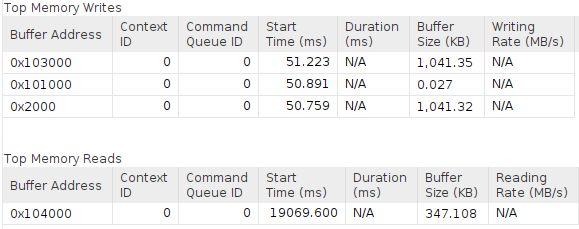 Top Memory Writes
Buffer Address Context ID Command Queue ID Start Time (ms) Duration (ms) Buffer Size (KB) Writing Rate (MB/s)
0x103000 0 0 51.223 N/A 1,041.35 N/A
0x101000 0 0 50.891 N/A 0.027 N/A
0x2000 0 0 50.759 N/A 1,041.32 N/A
Top Memory Reads
Buffer Address Context ID Command Queue ID Start Time (ms) Duration (ms) Buffer Size (KB) Reading Rate (MB/s)
0x104000 0 0 19069.600 N/A 347.108 N/A